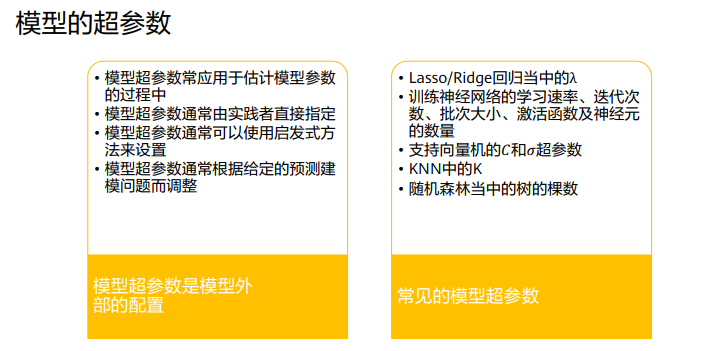 模型的超参数
• 模型超参数常应用于估计模型参数
的过程中
• 模型超参数通常由实践者直接指定
• 模型超参数通常可以使用启发式方
法来设置
• 模型超参数通常根据给定的预测建
模问题而调整
模型超参数是模型外
部的配置
• Lasso/Ridge回归当中的λ
• 训练神经网络的学习速率、迭代次
数、批次大小、激活函数及神经元
的数量
• 支持向量机的C和σ超参数
• KNN中的K
• 随机森林当中的树的棵数
常见的模型超参数